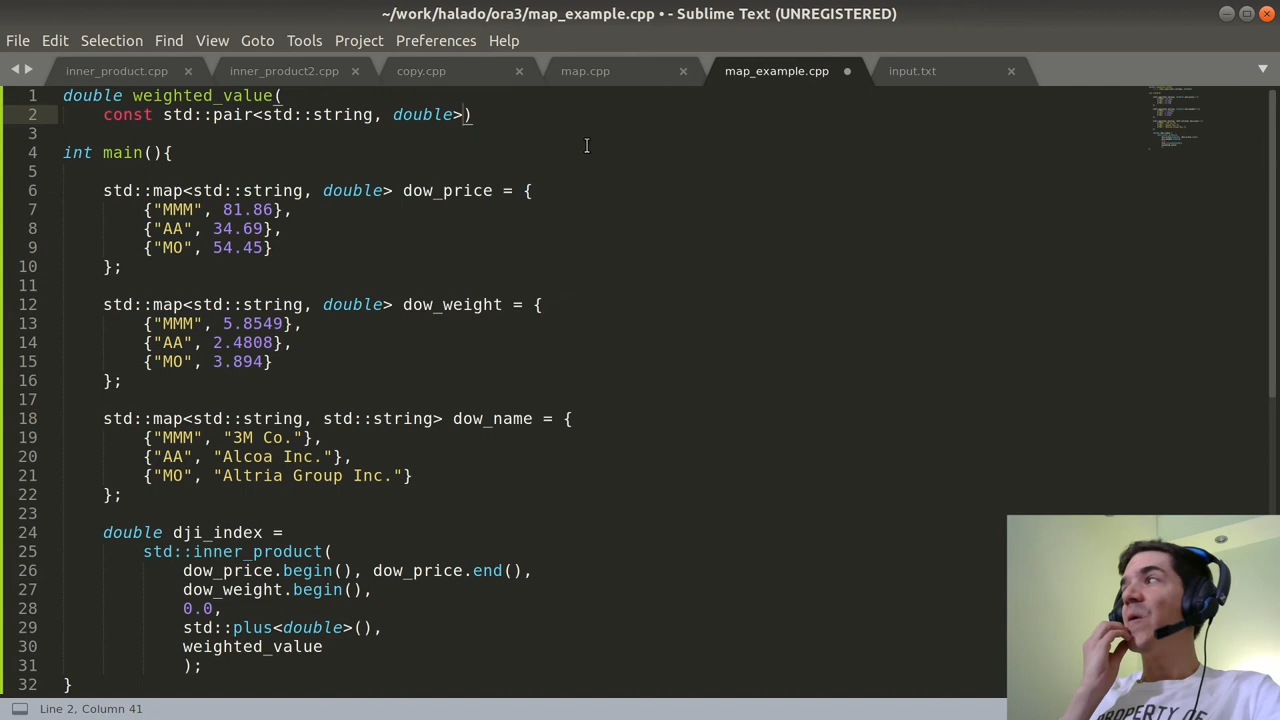 ~/work/halado/ora3/map_example.cpp • - Sublime Text (UNREGISTERED)
File Edit Selection Find View Goto Tools Project Preferences Help
inner_product.cpp inner_product2.cpp copy.cpp map.cpp map_example.cpp input.txt
1 double weighted_value(
2 const std::pair<std::string, double>)
3
4 int main(){
5
6 std::map<std::string, double> dow_price = {
7 {"MMM", 81.86},
8 {"AA", 34.69},
9 {"MO", 54.45}
10 };
11
12 std::map<std::string, double> dow_weight = {
13 {"MMM", 5.8549},
14 {"AA", 2.4808},
15 {"MO", 3.894}
16 };
17
18 std::map<std::string, std::string> dow_name = {
19 {"MMM", "3M Co."},
20 {"AA", "Alcoa Inc."},
21 {"MO", "Altria Group Inc."}
22 };
23
24 double dji_index =
25 std::inner_product(
26 dow_price.begin(), dow_price.end(),
27 dow_weight.begin(),
28 0.0,
29 std::plus<double>(),
30 weighted_value
31 );
32 }
Line 2, Column 41
PROPERTY OF